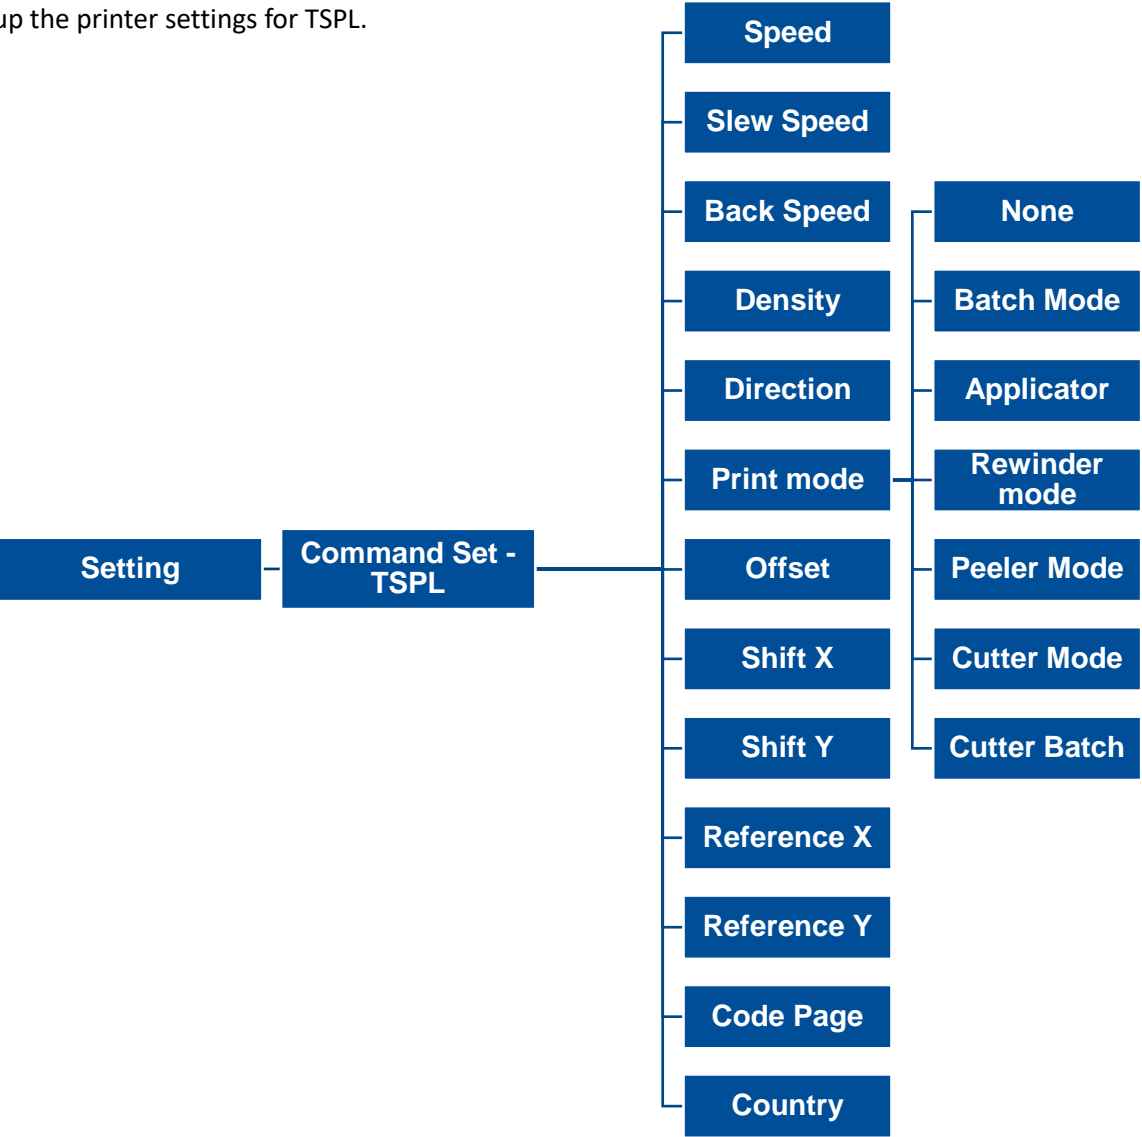 up the printer settings for TSPL.
Speed
Slew Speed
Back Speed
Density
Direction
Print mode
Offset
Shift X
Shift Y
Reference X
Reference Y
Code Page
Country
None
Batch Mode
Applicator
Rewinder
mode
Peeler Mode
Cutter Mode
Cutter Batch
Setting
Command Set -
TSPL